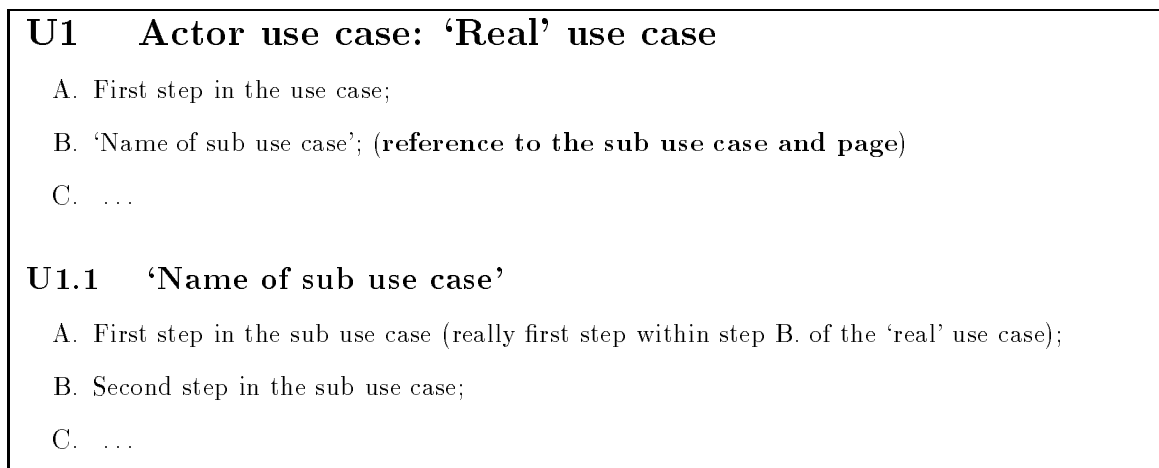 U1 Actor use case: ‘Real’ use case
A. First step in the use case;
B. ‘Name of sub use case’; (reference to the sub use case and page)
C. ...
U1.1 ‘Name of sub use case’
A. First step in the sub use case (really first step within step B. of the ‘real’ use case);
B. Second step in the sub use case;
C. ...